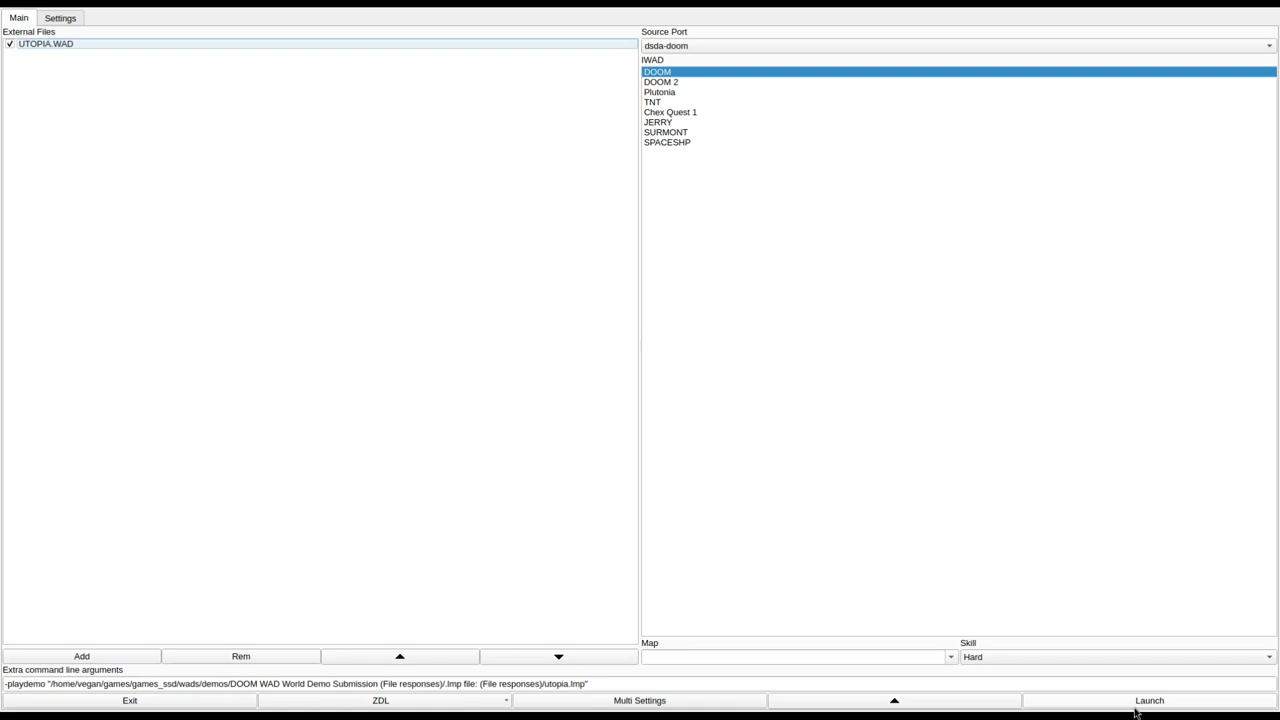 Main Settings
External Files
UTOPIA.WAD
Source Port
dsda-doom
IWAD
DOOM
DOOM 2
Plutonia
TNT
Chex Quest 1
JERRY
SURMONT
SPACESHP
Map Skill
Hard
Add Rem
Extra command line arguments
-playdemo "/home/vegan/games/games_ssd/wads/demos/DOOM WAD World Demo Submission (File responses)/.lmp file: (File responses)/utopia.lmp"
Exit ZDL Multi Settings Launch